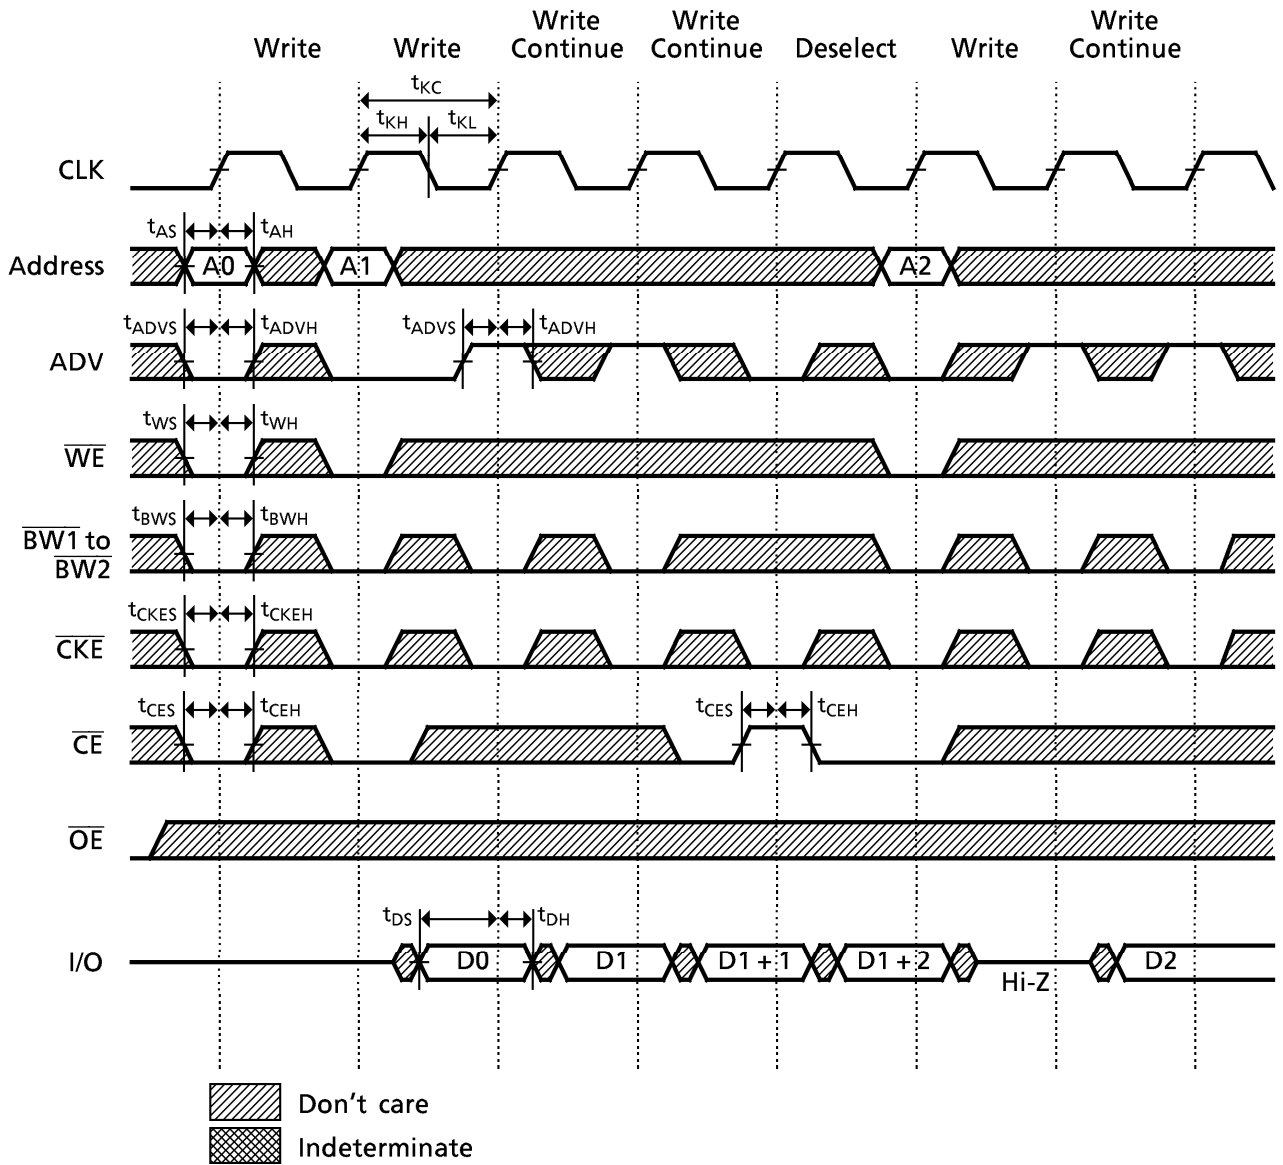 Write Write Write
Write Write Continue Continue Deselect Write Continue
tKC
tKH tKL
CLK
tAS tAH
Address A0 A1 A2
tADVS tADVH tADVS tADVH
ADV
tWS tWH
WE
tBWS tBWH
BW1 to
BW2
tCKES tCKEH
CKE
tCES tCEH tCES tCEH
CE
OE
tDS tDH
I/O D0 D1 D1 + 1 D1 + 2 D2
Hi-Z
Don't care
Indeterminate